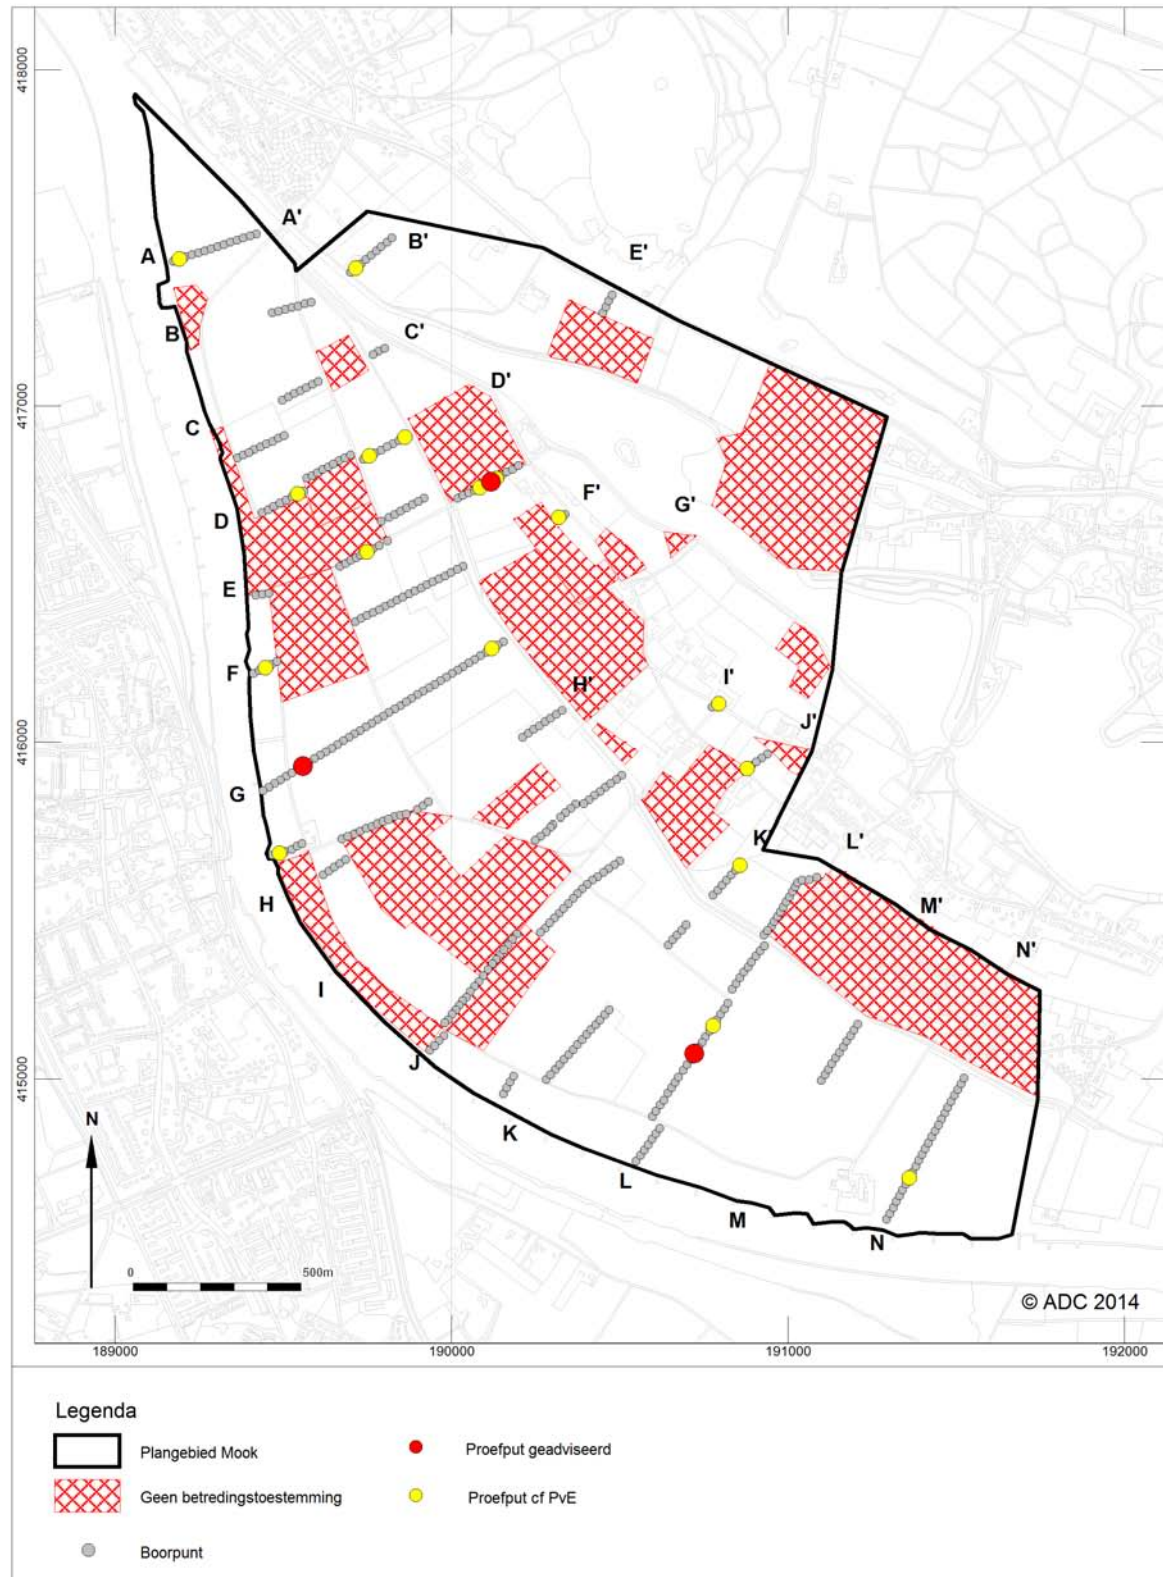 418000
A'
B'
E'
A
B
C'
417000
D'
C
F'
G'
D
E
F
H'
I'
J'
416000
G
K'
L'
H
M'
N'
I
J
415000
N
K
L
M
N
0 500m
© ADC 2014
189000 190000 191000 192000
Legenda
Plangebied Mook
Proefput geadviseerd
Geen betredingstoestemming
Proefput cf PvE
Boorpunt